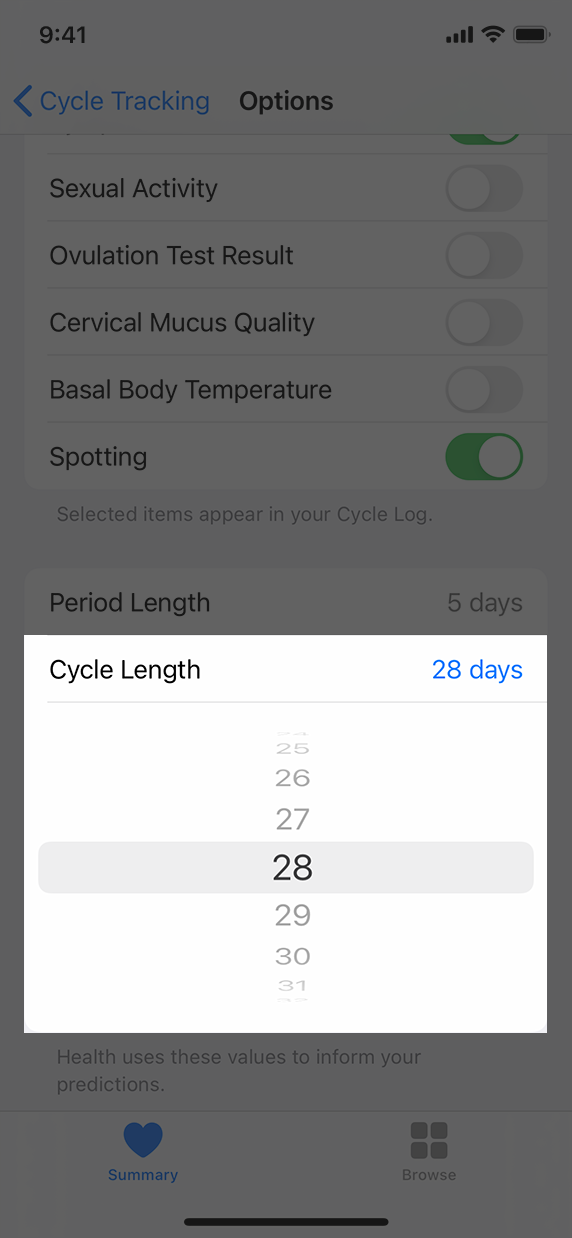 9:41
Cycle Tracking Options
Sexual Activity
Ovulation Test Result
Cervical Mucus Quality
Basal Body Temperature
Spotting
Selected items appear in your Cycle Log.
Period Length 5 days
Cycle Length 28 days
24
25
26
27
28
29
30
31
32
Health uses these values to inform your
predictions.
Summary Browse